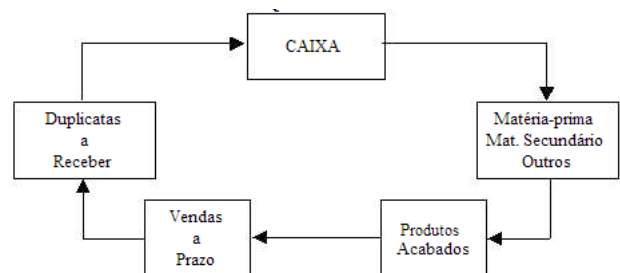 CAIXA
Duplicatas
a
Receber
Matéria-prima
Mat. Secundário
Outros
Vendas
a
Prazo
Produtos
Acabados